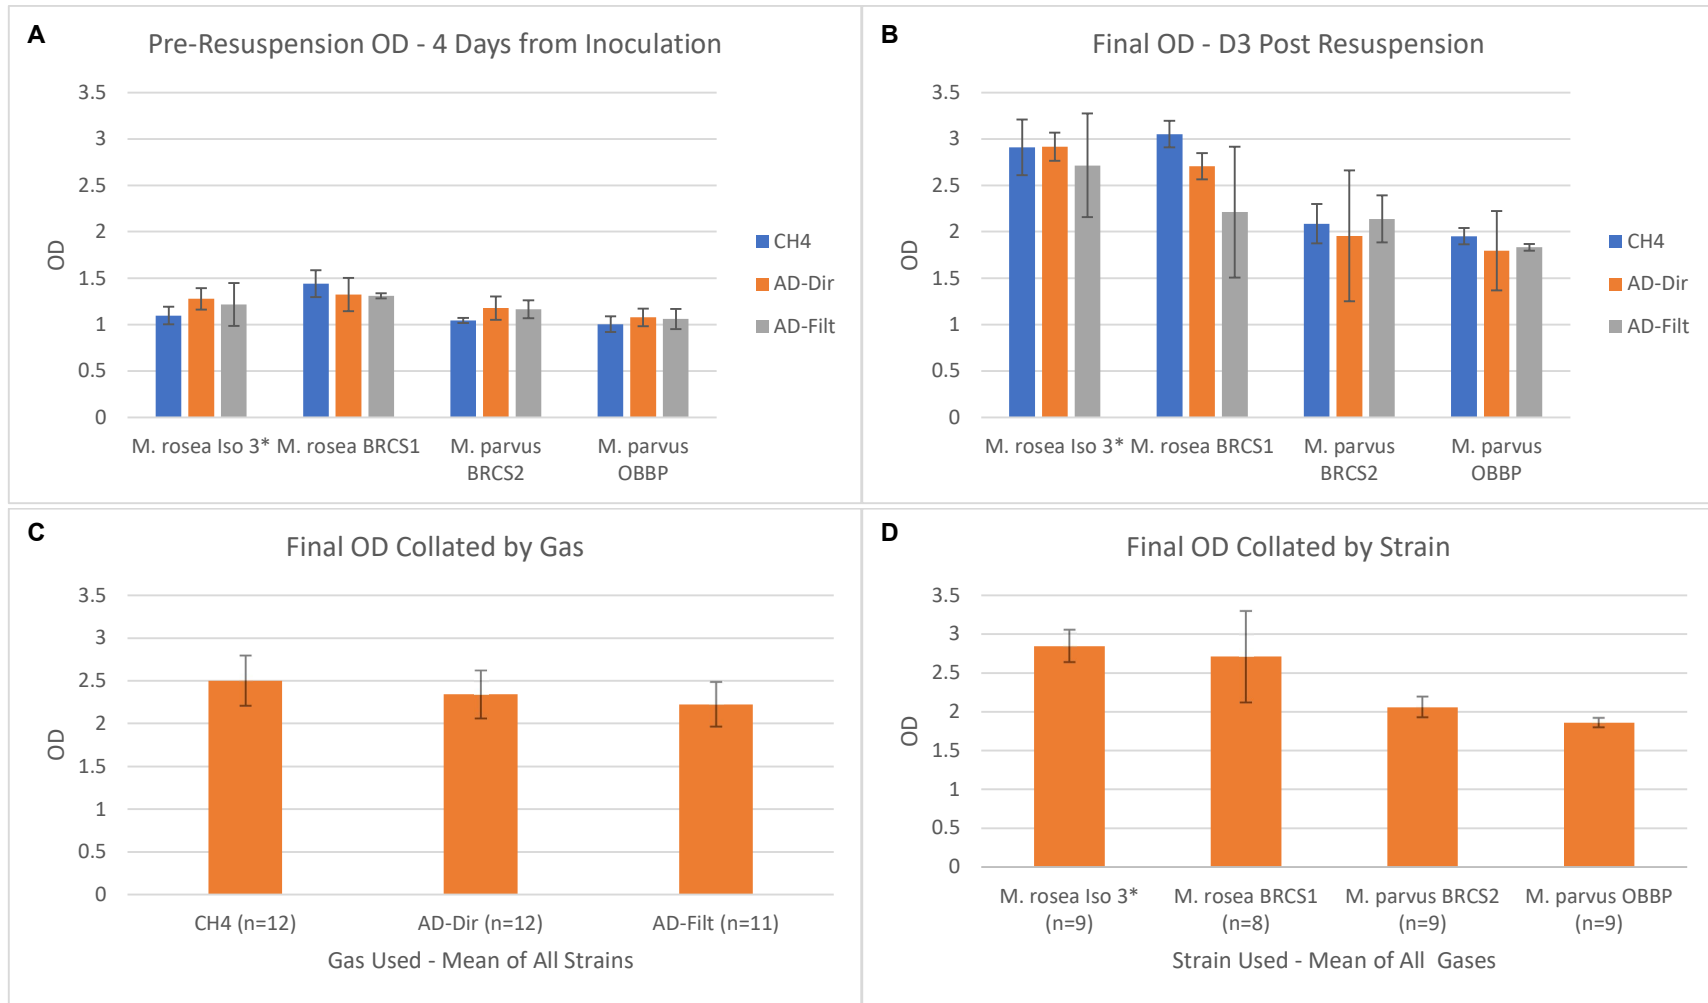 A
Pre-Resuspension OD - 4 Days from Inoculation
OD
3.5
3
2.5
2
1.5
1
0.5
0
M. rosea Iso 3* M. rosea BRCS1 M. parvus M. parvus
BRCS2 OBBP
CH4
AD-Dir
AD-Filt
B
Final OD - D3 Post Resuspension
OD
3.5
3
2.5
2
1.5
1
0.5
0
M. rosea Iso 3* M. rosea BRCS1 M. parvus M. parvus
BRCS2 OBBP
CH4
AD-Dir
AD-Filt
C
Final OD Collated by Gas
OD
3.5
3
2.5
2
1.5
1
0.5
0
CH4 (n=12) AD-Dir (n=12) AD-Filt (n=11)
Gas Used - Mean of All Strains
D
Final OD Collated by Strain
OD
3.5
3
2.5
2
1.5
1
0.5
0
M. rosea Iso 3* M. rosea BRCS1 M. parvus BRCS2 M. parvus OBBP
(n=9) (n=8) (n=9) (n=9)
Strain Used - Mean of All Gases